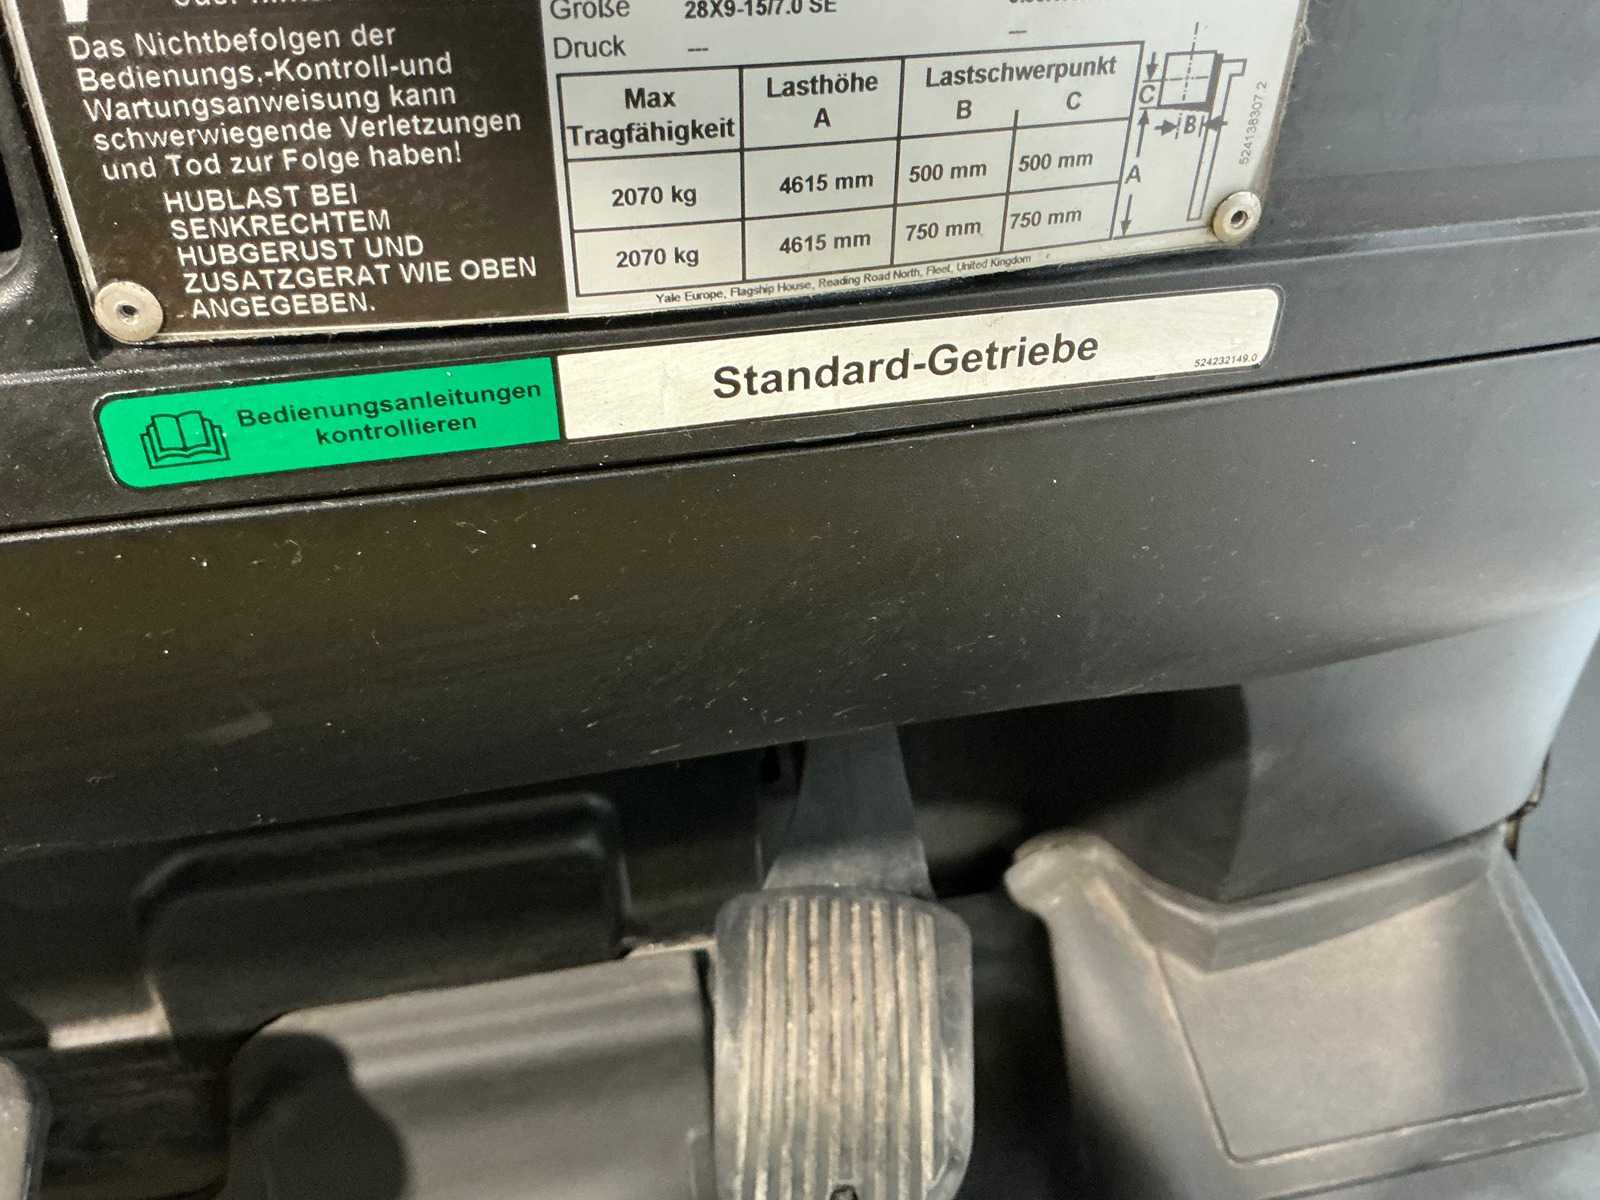 Das Nichtbefolgen der
Bedienungs,-Kontroll-und
Wartungsanweisung kann
schwerwiegende Verletzungen
und Tod zur Folge haben!
HUBLAST BEI
SENKRECHTEM
HUBGERUST UND
ZUSATZGERAT WIE OBEN
ANGEGEBEN.
Größe 28X9-15/7.0 SE
Druck --- ---
Max Tragfähigkeit Lasthöhe A Lastschwerpunkt B C
2070 kg 4615 mm 500 mm 500 mm
2070 kg 4615 mm 750 mm 750 mm
C
B
A
524138307.2
Yale Europe, Flagship House, Reading Road North, Fleet, United Kingdom
Bedienungsanleitungen
kontrollieren
Standard-Getriebe
524232149.0